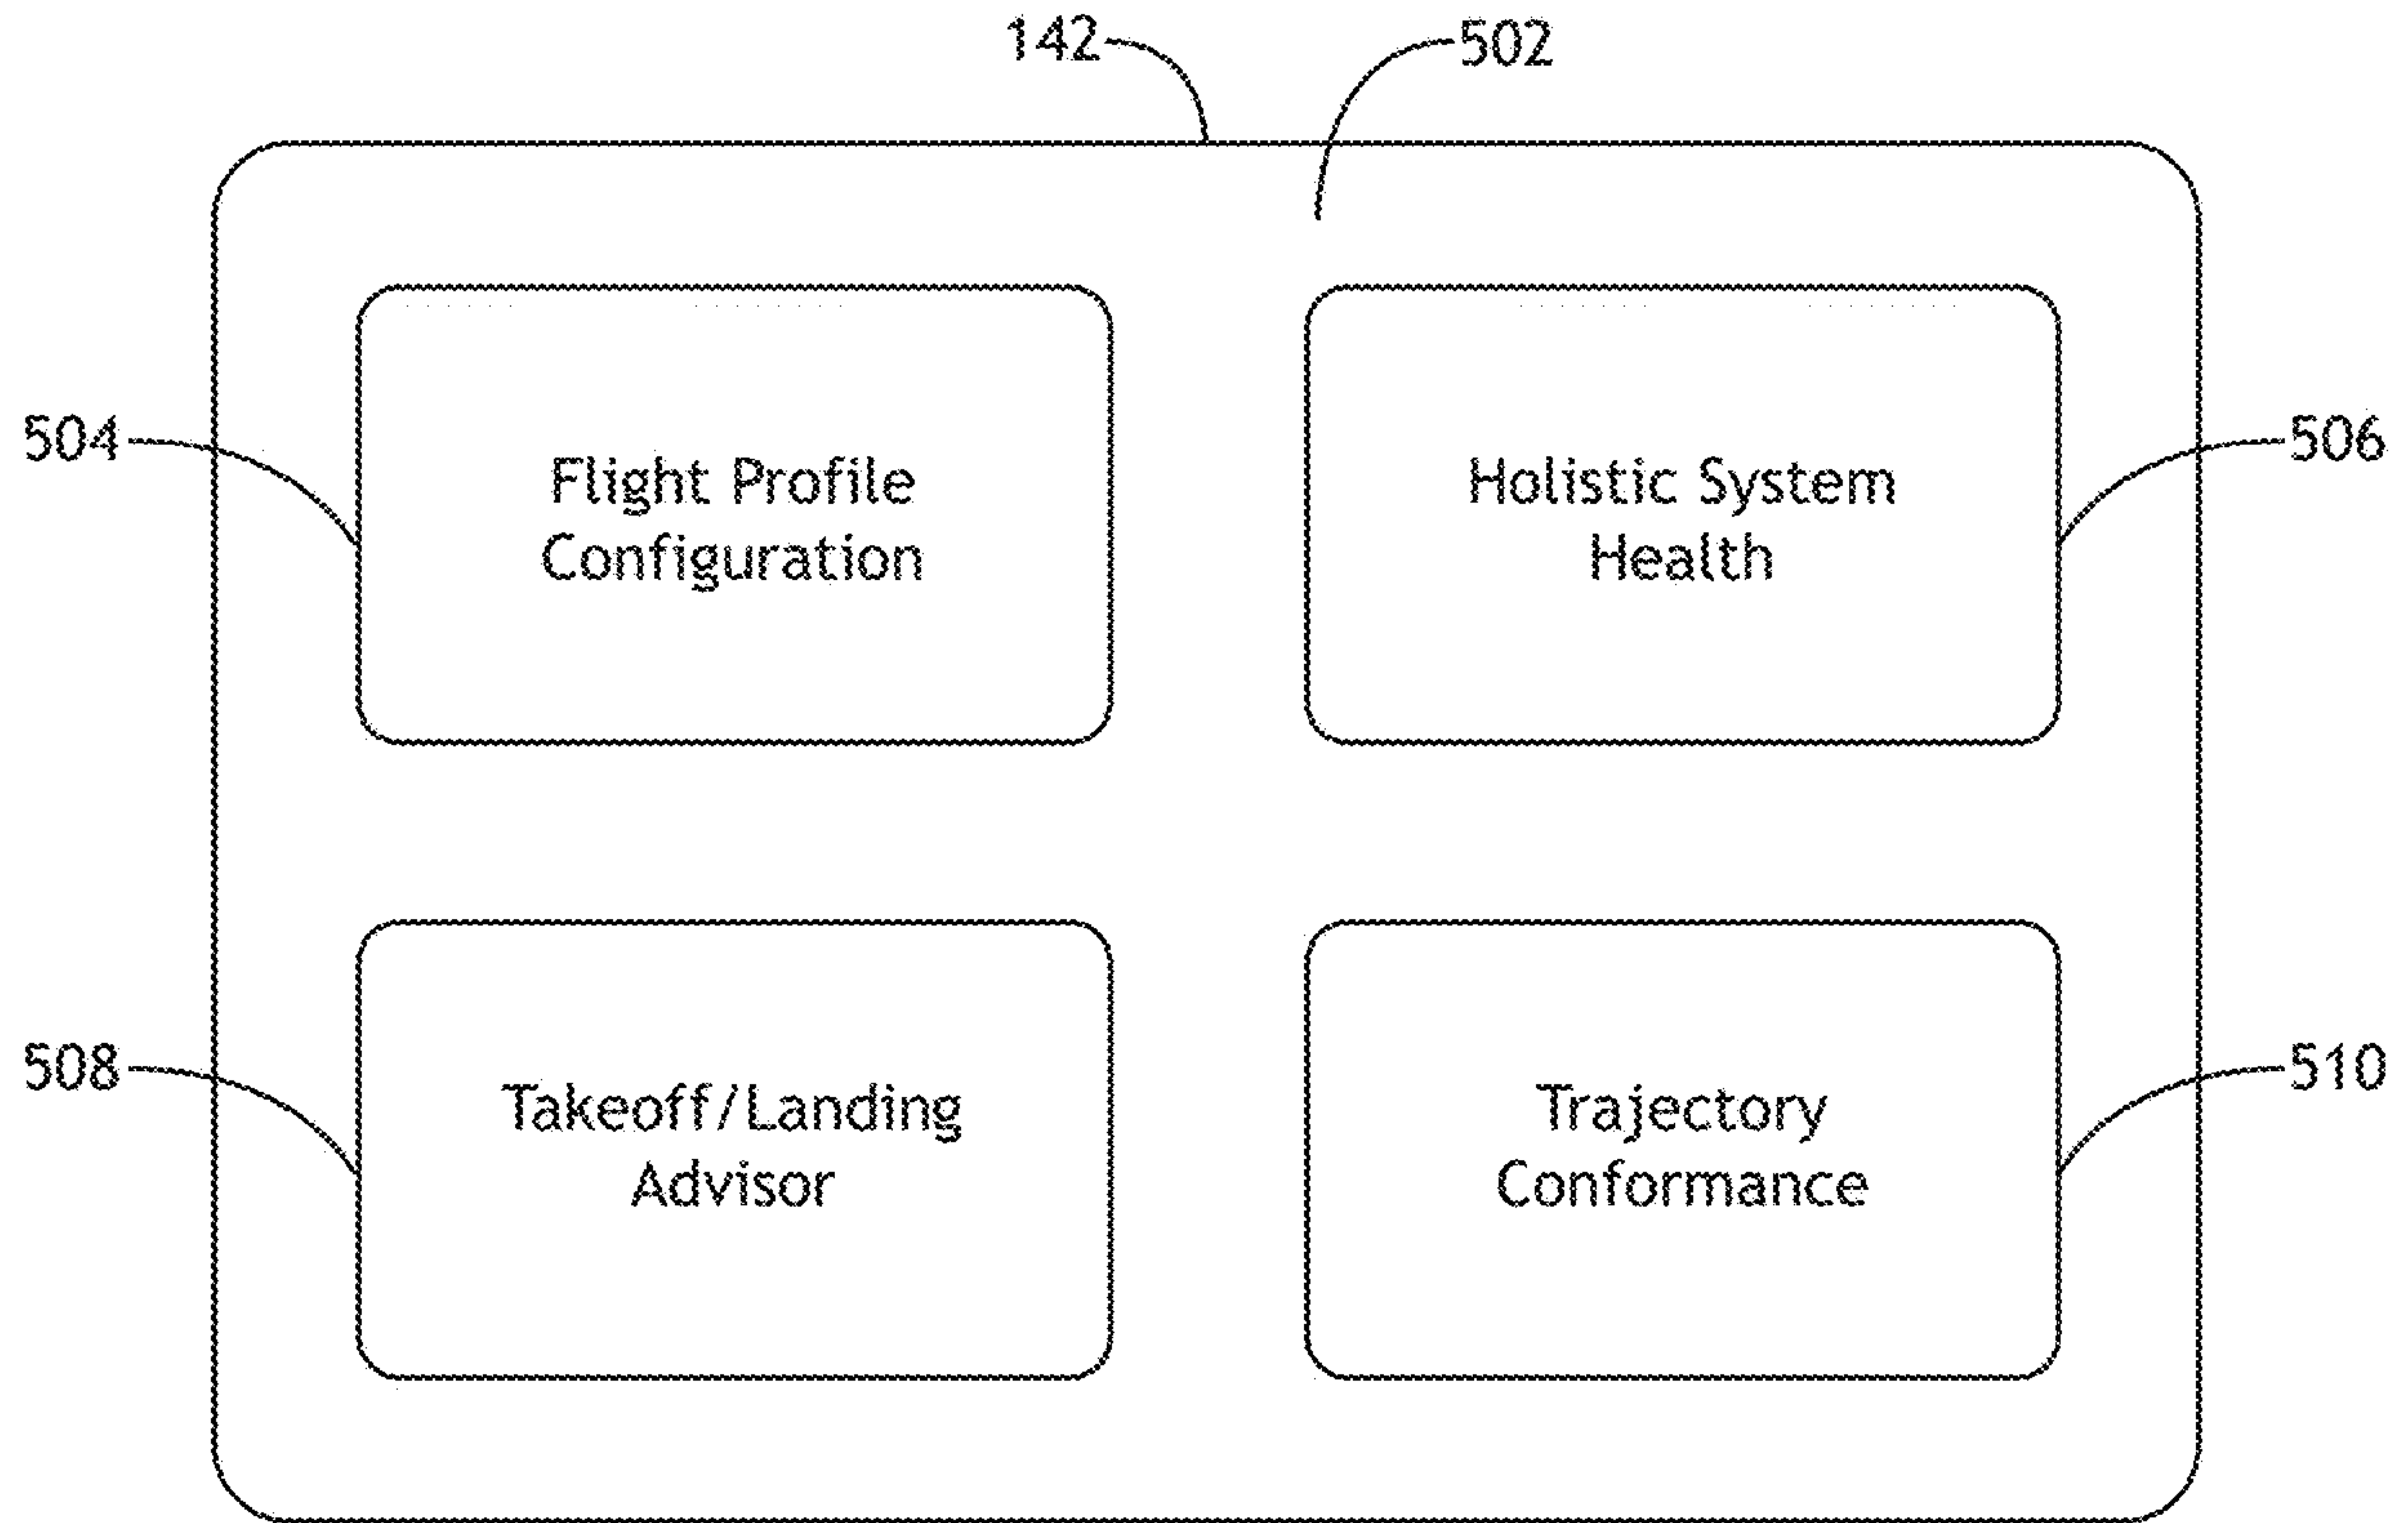 142
502
504
Flight Profile
Configuration
Holistic System
Health
506
508
Takeoff/Landing
Advisor
Trajectory
Conformance
510